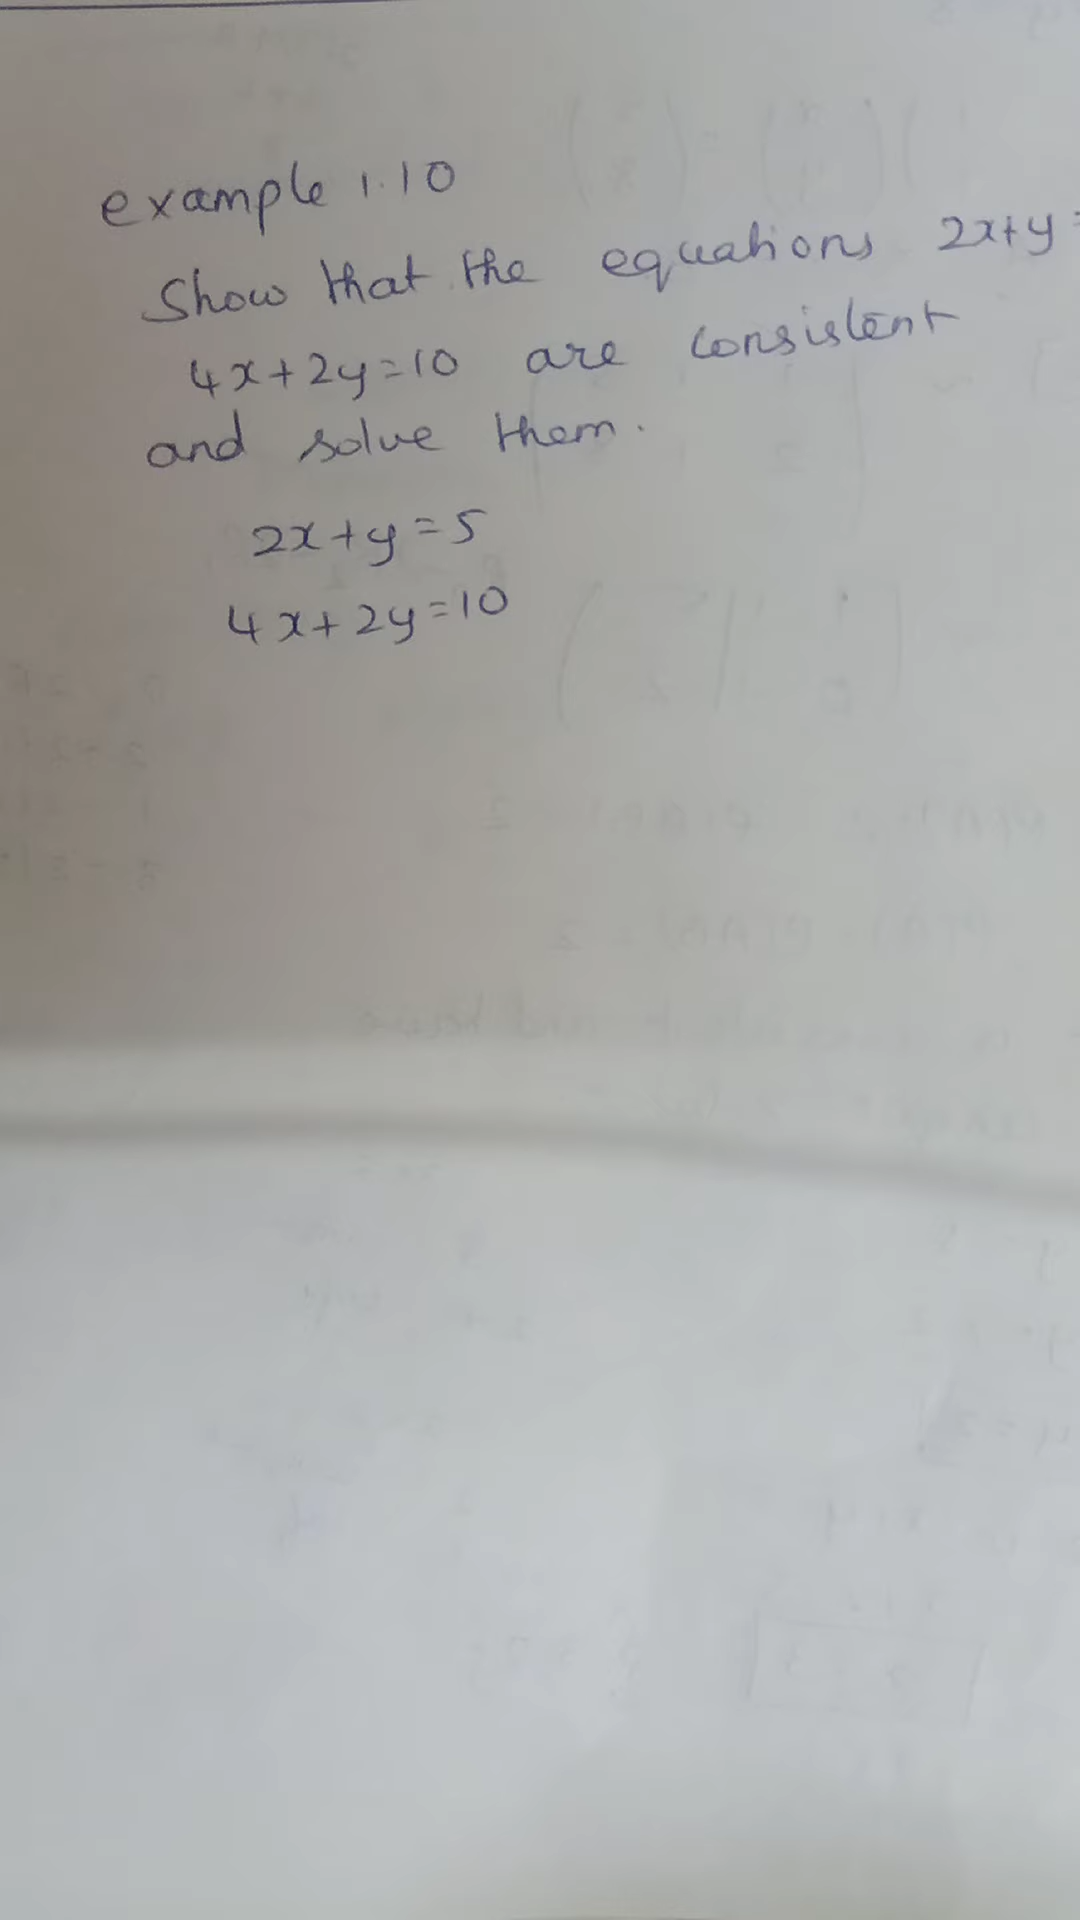 example 1.10
Show that the equations 2x+y=
4x+2y=10 are consistent
and solve them.
2x+y=5
4x+2y=10